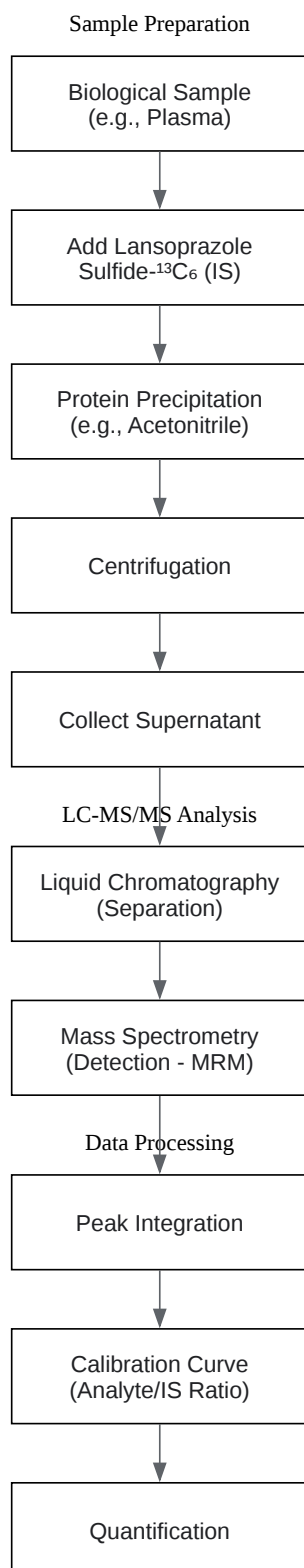 Sample Preparation
Biological Sample
(e.g., Plasma)
Add Lansoprazole
Sulfide-¹³C₆ (IS)
Protein Precipitation
(e.g., Acetonitrile)
Centrifugation
Collect Supernatant
LC-MS/MS Analysis
Liquid Chromatography
(Separation)
Mass Spectrometry
(Detection - MRM)
Data Processing
Peak Integration
Calibration Curve
(Analyte/IS Ratio)
Quantification